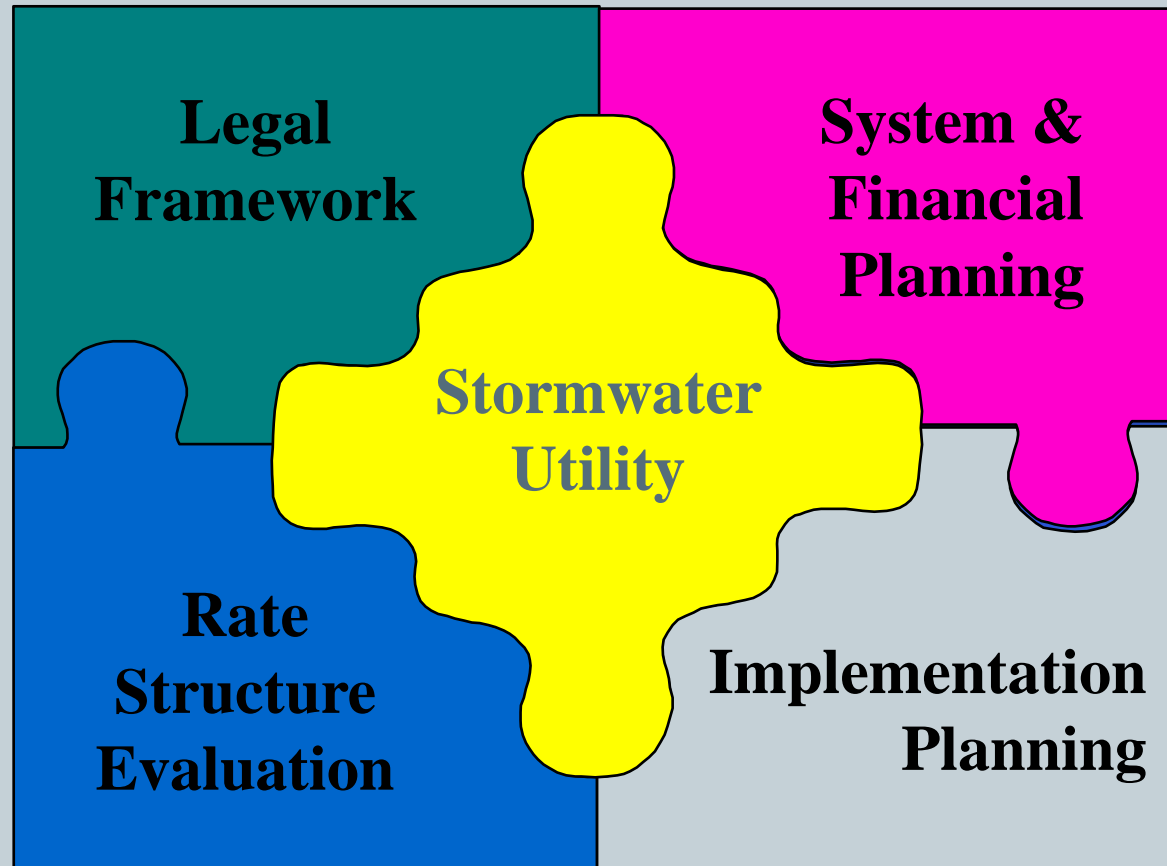 Legal
Framework
System &
Financial
Planning
Stormwater
Utility
Rate
Structure
Evaluation
Implementation
Planning